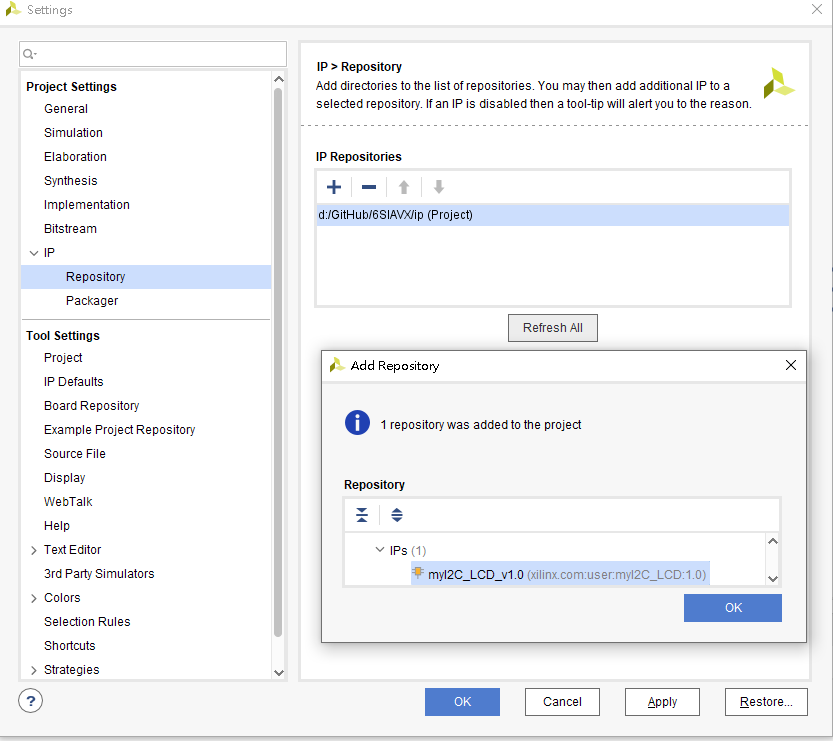 Settings
Project Settings
General
Simulation
Elaboration
Synthesis
Implementation
Bitstream
IP
Repository
Packager
Tool Settings
Project
IP Defaults
Board Repository
Example Project Repository
Source File
Display
WebTalk
Help
Text Editor
3rd Party Simulators
Colors
Selection Rules
Shortcuts
Strategies
IP > Repository
Add directories to the list of repositories. You may then add additional IP to a
selected repository. If an IP is disabled then a tool-tip will alert you to the reason.
IP Repositories
d:/GitHub/6SIAVX/ip (Project)
Refresh All
Add Repository
1 repository was added to the project
Repository
IPs (1)
myI2C_LCD_v1.0 (xilinx.com:user:myI2C_LCD:1.0)
OK
?
OK
Cancel
Apply
Restore...